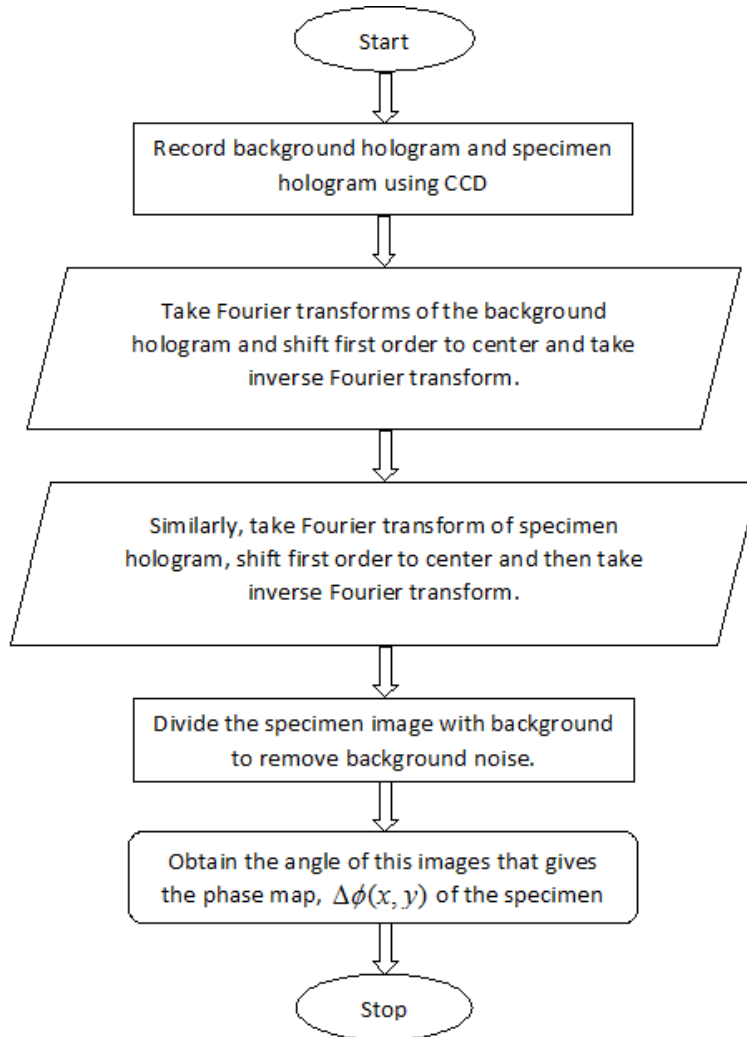 Start
Record background hologram and specimen
hologram using CCD
Take Fourier transforms of the background
hologram and shift first order to center and take
inverse Fourier transform.
Similarly, take Fourier transform of specimen
hologram, shift first order to center and then take
inverse Fourier transform.
Divide the specimen image with background
to remove background noise.
Obtain the angle of this images that gives
the phase map, Δϕ(x, y) of the specimen
Stop